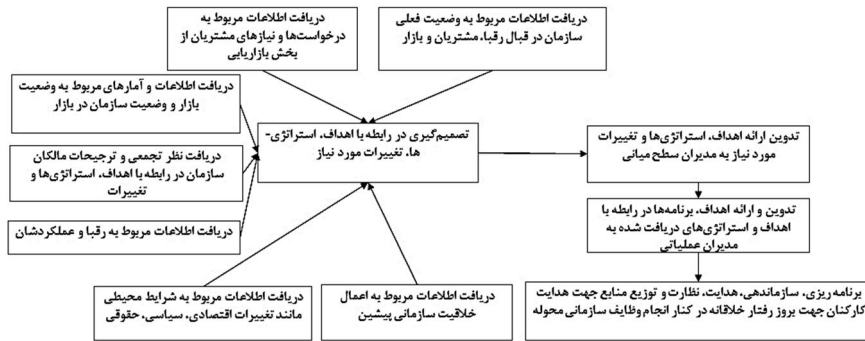 دریافت اطلاعات مربوط به
درخواست‌ها و نیازهای مشتریان از
بخش بازاریابی
دریافت اطلاعات مربوط به وضعیت فعلی
سازمان در قبال رقبا، مشتریان و بازار
دریافت اطلاعات و آمارهای مربوط به وضعیت
بازار و وضعیت سازمان در بازار
تصمیم‌گیری در رابطه با اهداف، استراتژی-
ها، تغییرات مورد نیاز
تدوین ارائه اهداف، استراتژی‌ها و تغییرات
مورد نیاز به مدیران سطح میانی
دریافت نظر تجمعی و ترجیحات مالکان
سازمان در رابطه با اهداف، استراتژی‌ها و
تغییرات
تدوین و ارائه اهداف، برنامه‌ها در رابطه با
اهداف و استراتژی‌های دریافت شده به
مدیران عملیاتی
دریافت اطلاعات مربوط به رقبا و عملکردشان
دریافت اطلاعات مربوط به شرایط محیطی
مانند تغییرات اقتصادی، سیاسی، حقوقی
دریافت اطلاعات مربوط به اعمال
خلاقیت سازمانی پیشین
برنامه ریزی، سازماندهی، هدایت، نظارت و توزیع منابع جهت هدایت
کارکنان جهت بروز رفتار خلاقانه در کنار انجام وظایف سازمانی محوله